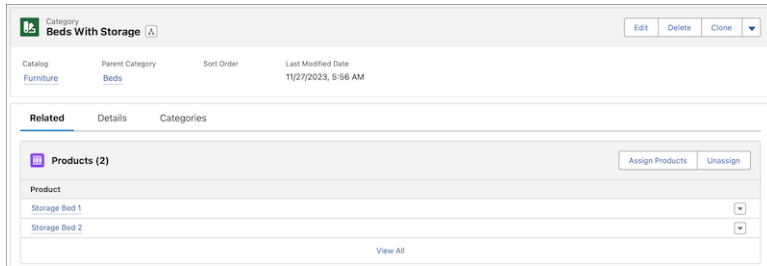 Category
Beds With Storage
Edit Delete Clone
Catalog Parent Category Sort Order Last Modified Date
Furniture Beds 11/27/2023, 5:56 AM
Related Details Categories
Products (2) Assign Products Unassign
Product
Storage Bed 1
Storage Bed 2
View All